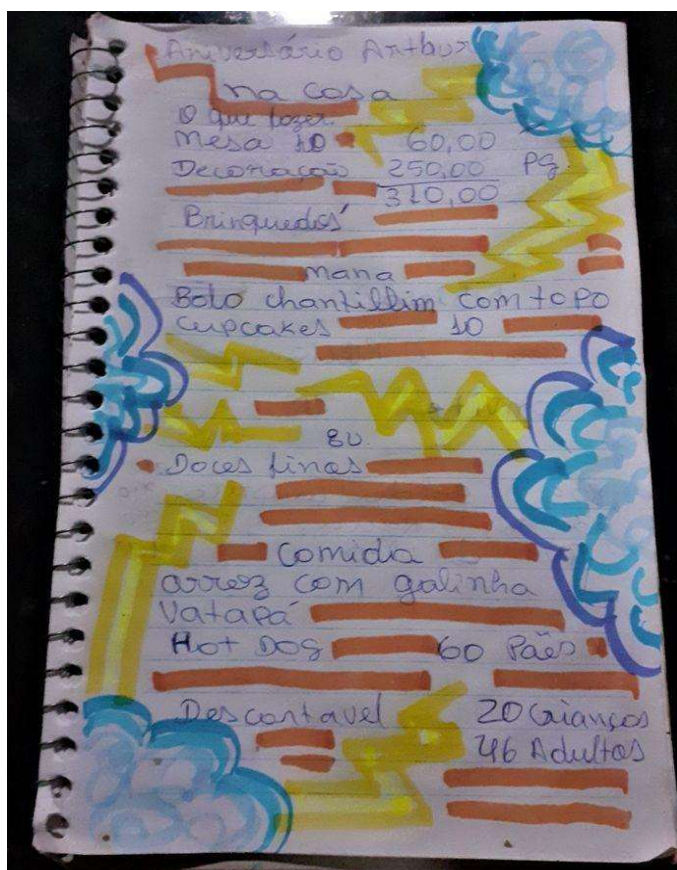 Aniversário Arthur
na casa
O que fazer.
Mesa 10 60,00
Decoração 250,00 Pg
310,00
Brinquedos
mana
Bolo chantillim com topo
Cupcakes 10
80
Doces finos
Comida
arroz com galinha
Vatapá
Hot Dog 60 Pães
Descartavel 20 Crianços
46 Adultos